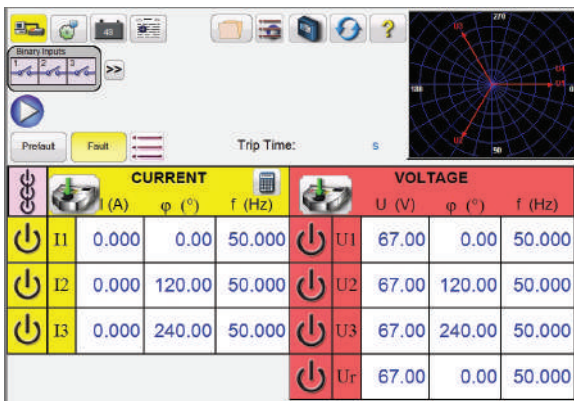 43
?
Binary Inputs
1 2 3
>>
270
U3
Ur
U1
180
0
U2
90
Prefault
Fault
Trip Time: s
CURRENT
VOLTAGE
I (A) φ (°) f (Hz)
U (V) φ (°) f (Hz)
I1 0.000 0.00 50.000 U1 67.00 0.00 50.000
I2 0.000 120.00 50.000 U2 67.00 120.00 50.000
I3 0.000 240.00 50.000 U3 67.00 240.00 50.000
Ur 67.00 0.00 50.000